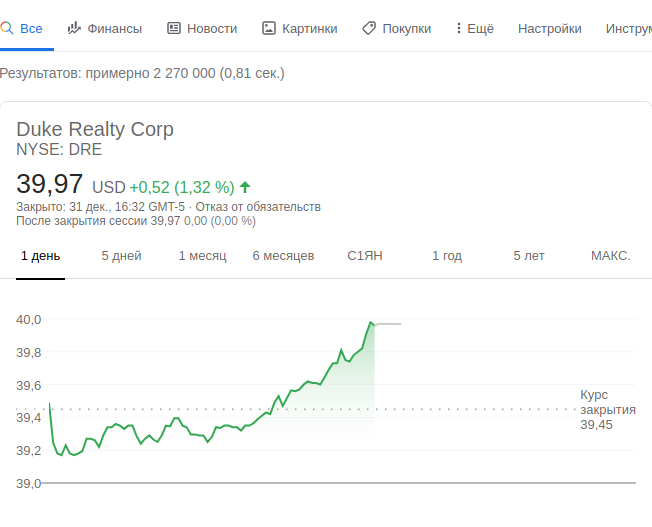 Все Финансы Новости Картинки Покупки Ещё Настройки Инструм
Результатов: примерно 2 270 000 (0,81 сек.)
Duke Realty Corp
NYSE: DRE
39,97 USD +0,52 (1,32 %)
Закрыто: 31 дек., 16:32 GMT-5 · Отказ от обязательств
После закрытия сессии 39,97 0,00 (0,00 %)
1 день 5 дней 1 месяц 6 месяцев С1ЯН 1 год 5 лет МАКС.
40,0
39,8
39,6
39,4
39,2
39,0
Курс
закрытия
39,45